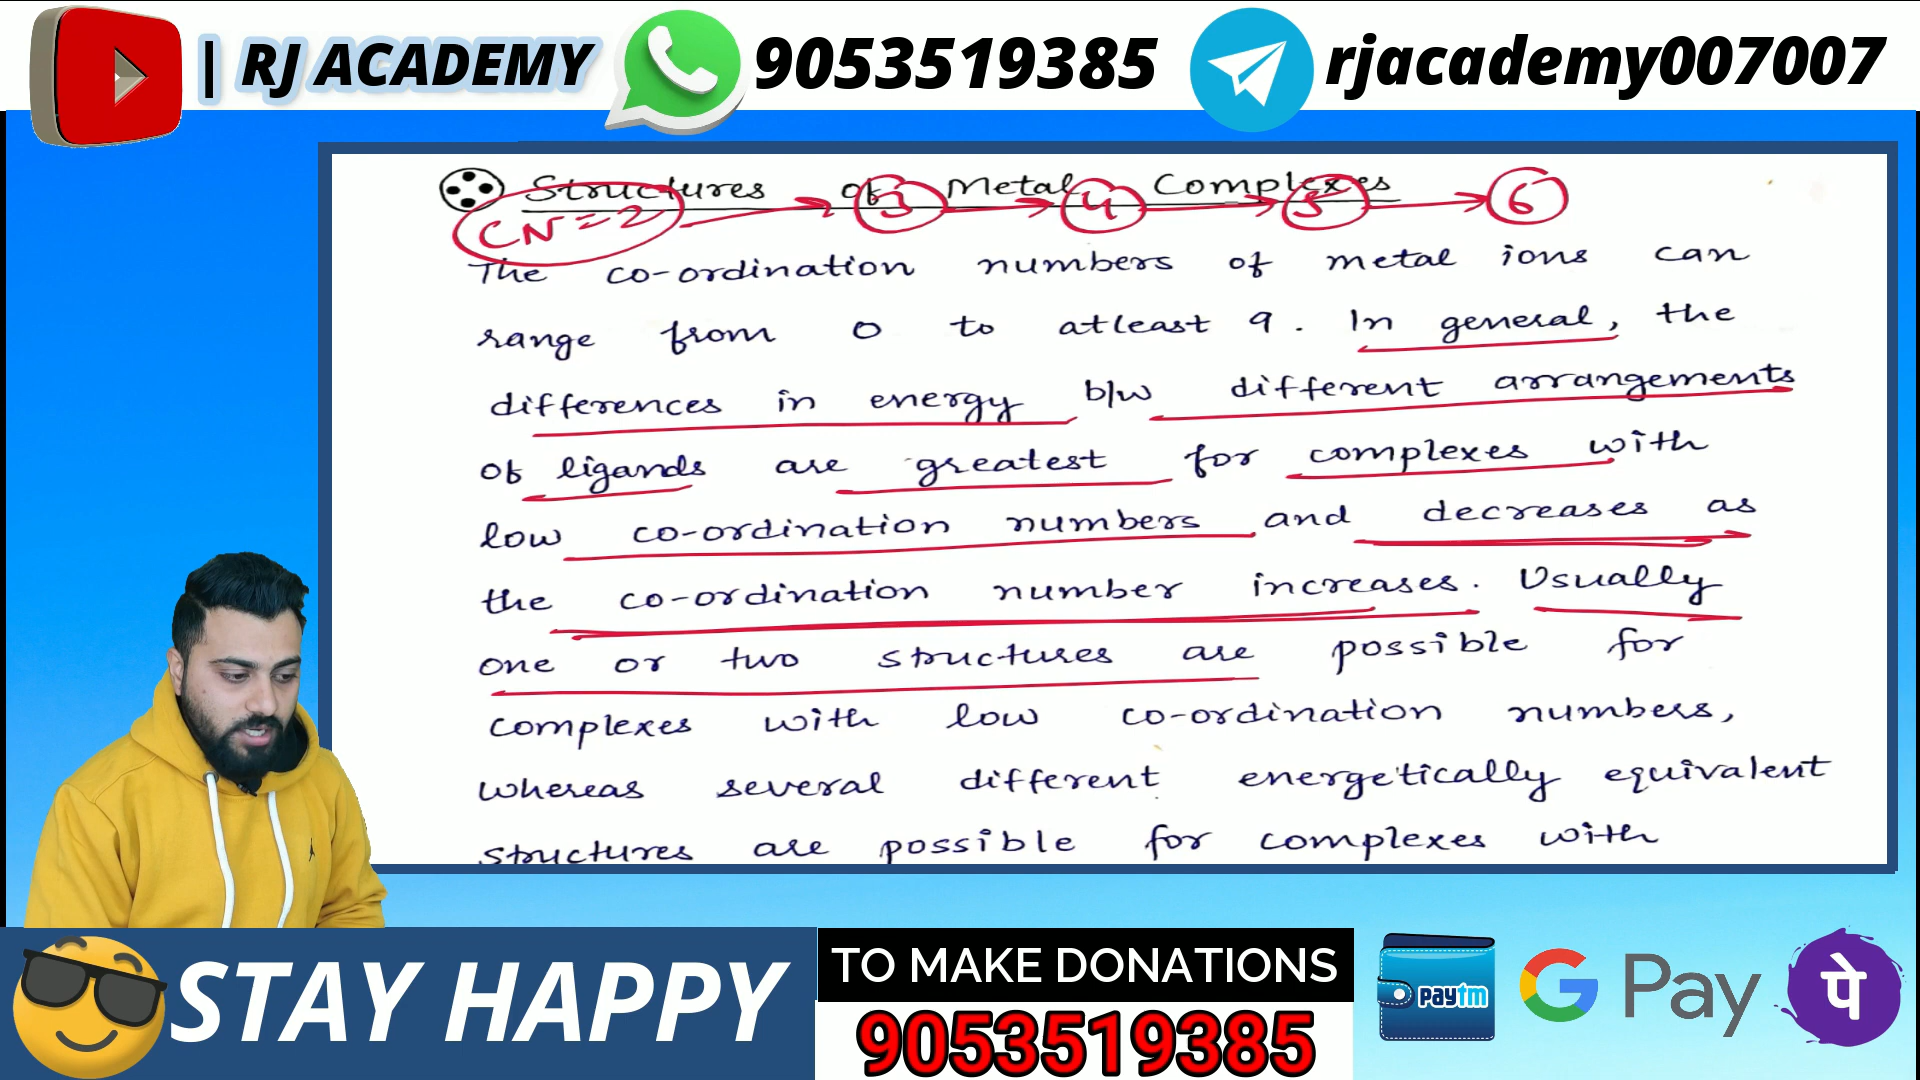 | RJ ACADEMY 9053519385 rjacademy007007
Structures of Metal Complexes
CN=2 3 4 5 6
The co-ordination numbers of metal ions can
range from 0 to atleast 9. In general, the
differences in energy b/w different arrangements
of ligands are greatest for complexes with
low co-ordination numbers and decreases as
the co-ordination number increases. Usually
one or two structures are possible for
complexes with low co-ordination numbers,
whereas several different energetically equivalent
structures are possible for complexes with
STAY HAPPY
TO MAKE DONATIONS
9053519385
paytm
G Pay
पे